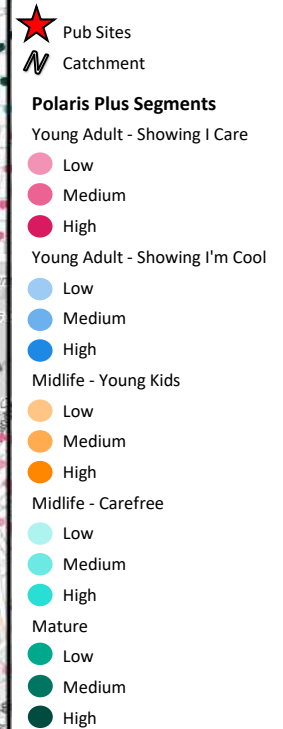 Pub Sites
Catchment
Polaris Plus Segments
Young Adult - Showing I Care
Low
Medium
High
Young Adult - Showing I'm Cool
Low
Medium
High
Midlife - Young Kids
Low
Medium
High
Midlife - Carefree
Low
Medium
High
Mature
Low
Medium
High